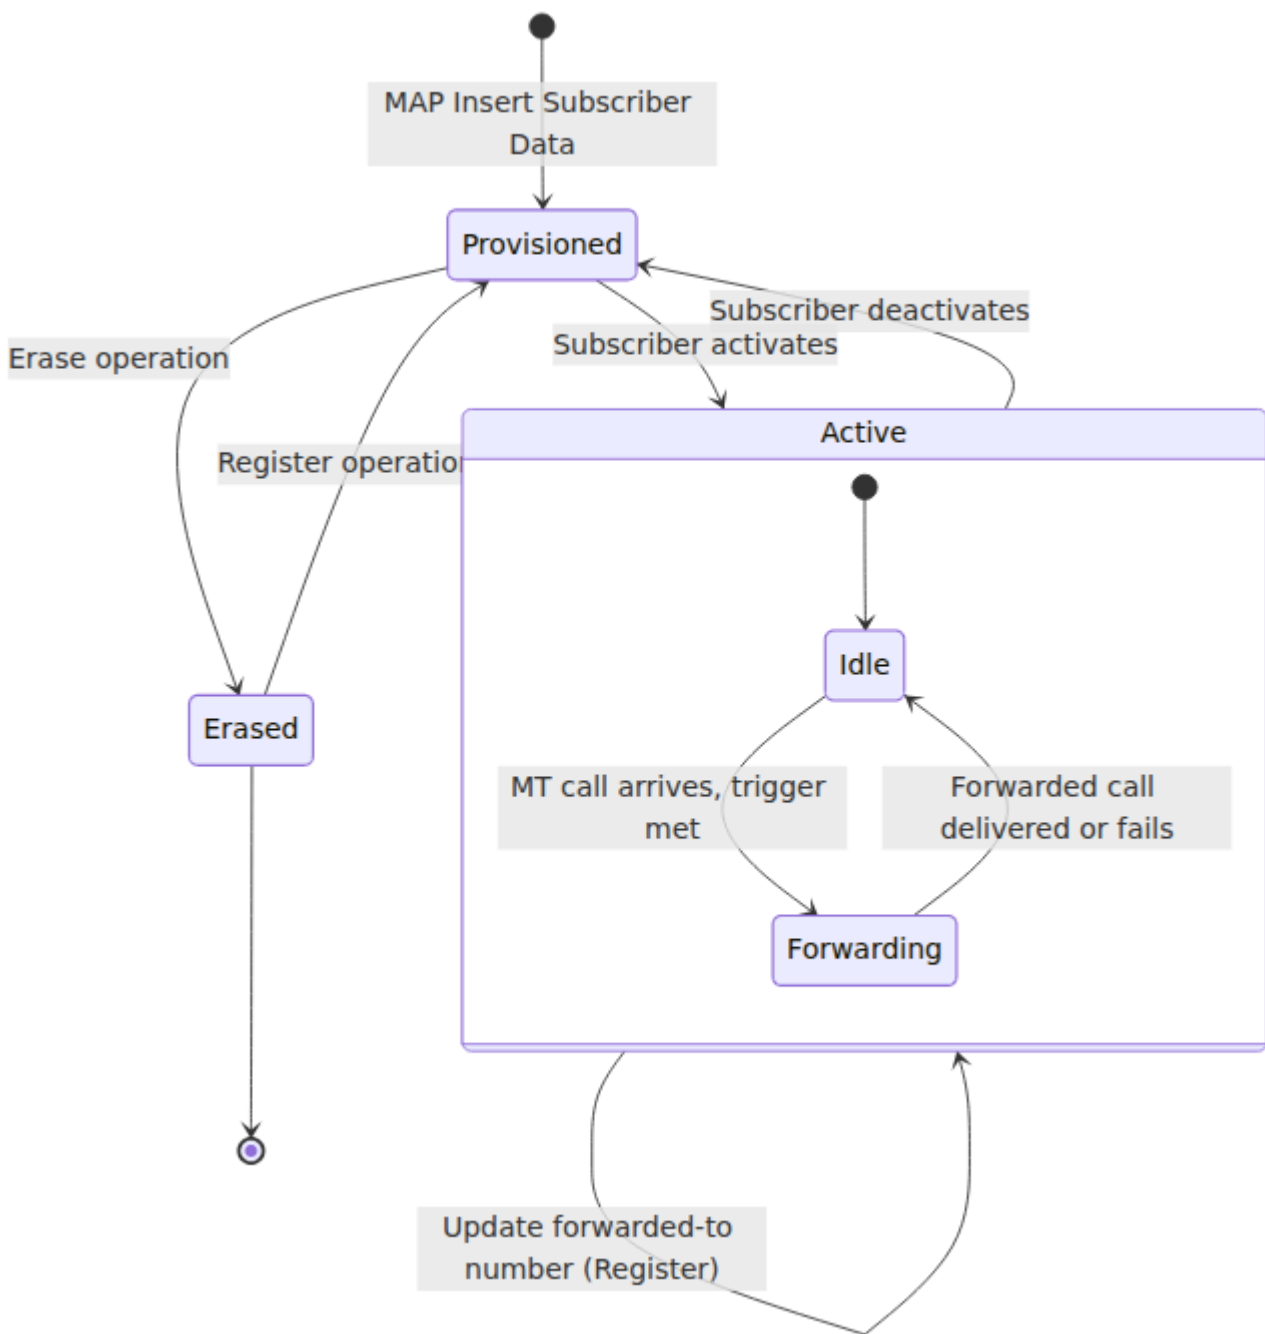 MAP Insert Subscriber
Data
Provisioned
Subscriber deactivates
Subscriber activates
Erase operation
Active
Register operation
Idle
Erased
MT call arrives, trigger
met
Forwarded call
delivered or fails
Forwarding
Update forwarded-to
number (Register)